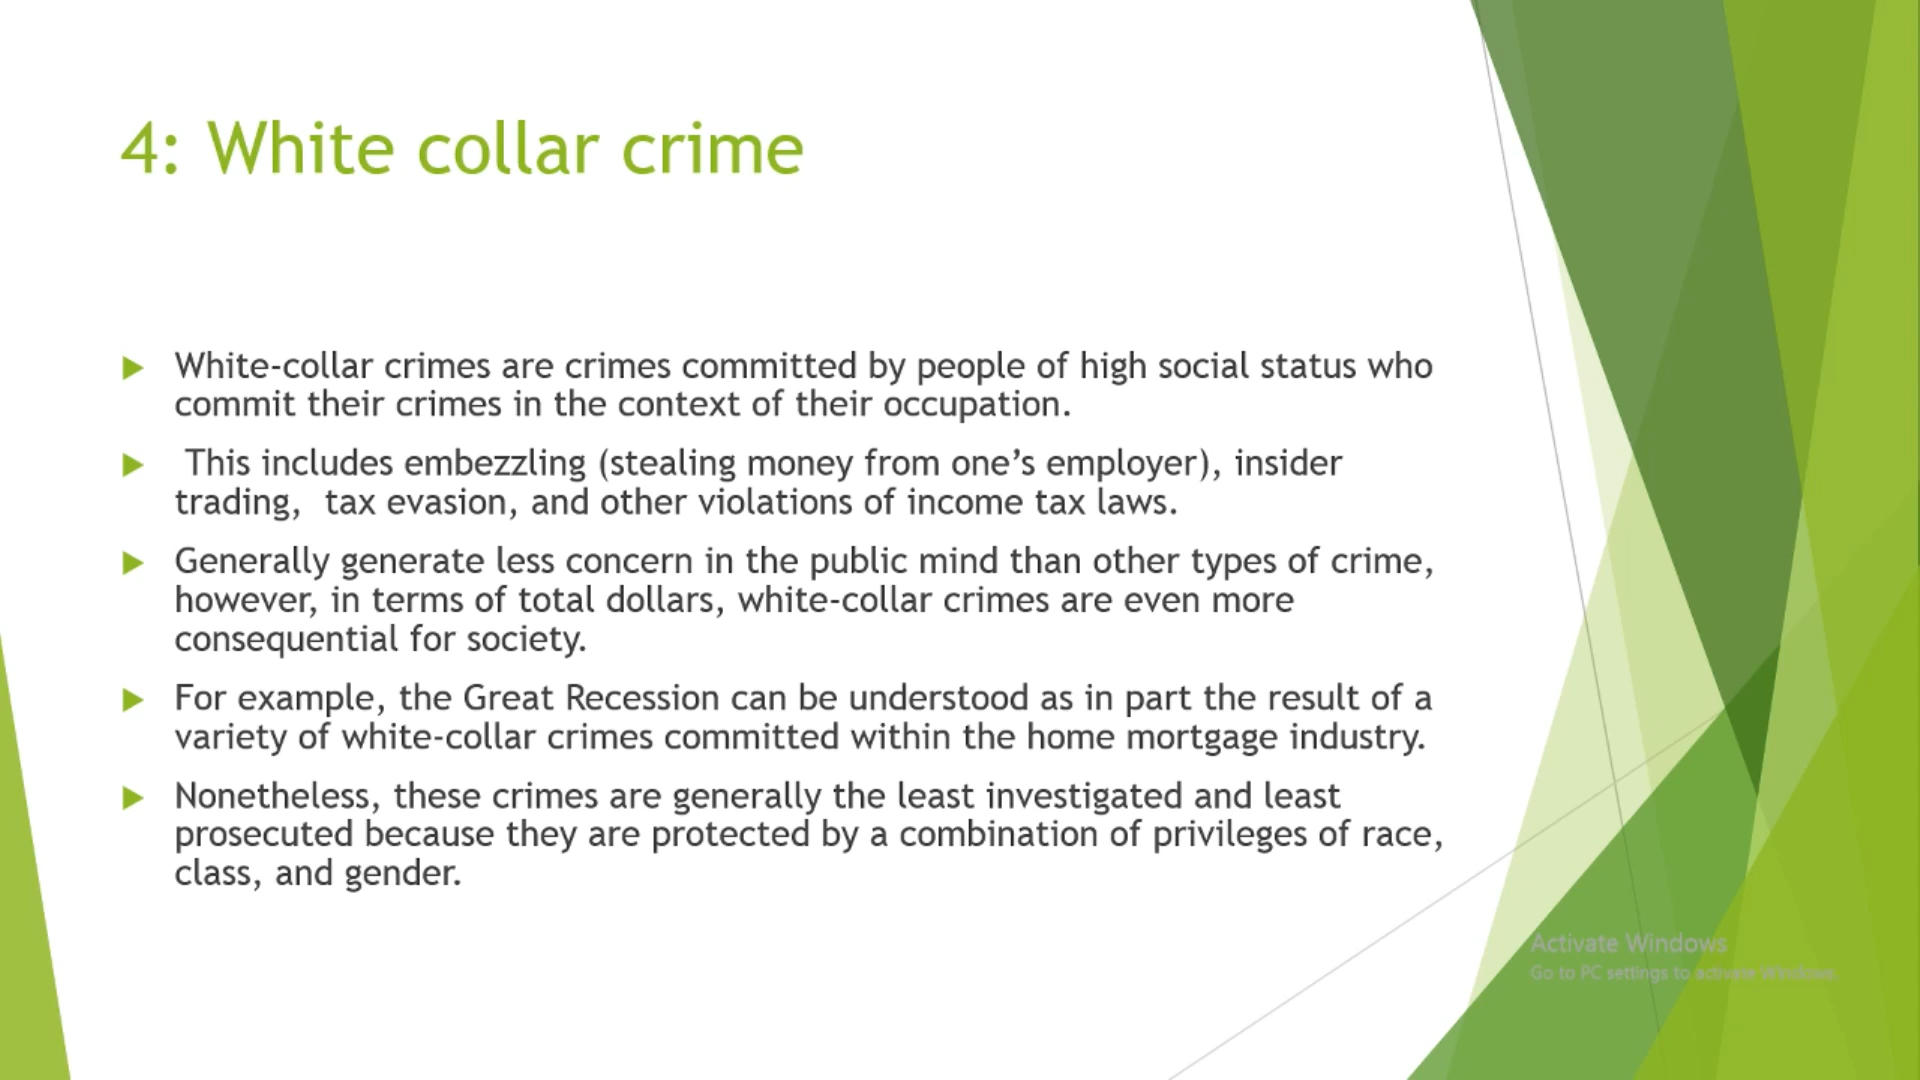 4: White collar crime
White-collar crimes are crimes committed by people of high social status who
commit their crimes in the context of their occupation.
This includes embezzling (stealing money from one’s employer), insider
trading,  tax evasion, and other violations of income tax laws.
Generally generate less concern in the public mind than other types of crime,
however, in terms of total dollars, white-collar crimes are even more
consequential for society.
For example, the Great Recession can be understood as in part the result of a
variety of white-collar crimes committed within the home mortgage industry.
Nonetheless, these crimes are generally the least investigated and least
prosecuted because they are protected by a combination of privileges of race,
class, and gender.
Activate Windows
Go to PC settings to activate Windows.